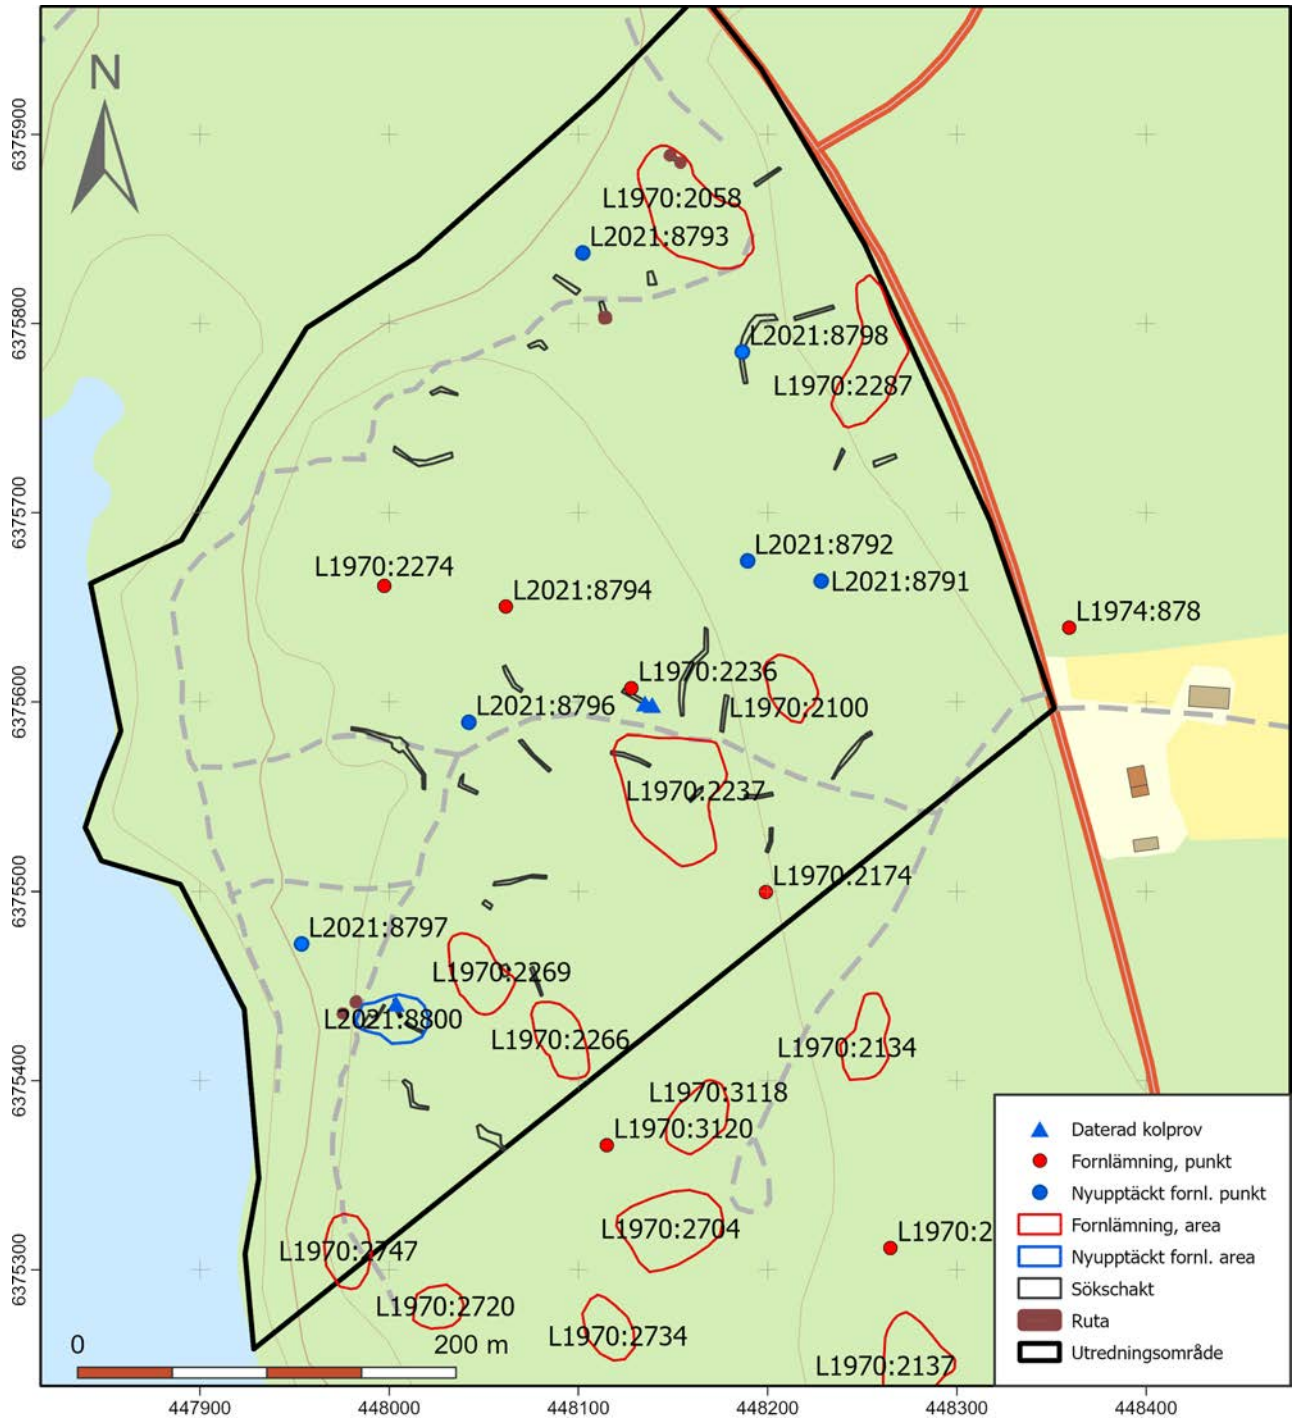 N
6375900
6375800
6375700
6375600
6375500
6375400
6375300
L1970:2058
L2021:8793
L2021:8798
L1970:2287
L2021:8792
L1970:2274
L2021:8794
L2021:8791
L1974:878
L1970:2236
L2021:8796
L1970:2100
L1970:2237
L1970:2174
L2021:8797
L1970:2269
L2021:8800
L1970:2266
L1970:2134
L1970:3118
L1970:3120
L1970:2704
L1970:2
L1970:2747
L1970:2720
L1970:2734
L1970:2137
0 200 m
Daterad kolprov
Fornlämning, punkt
Nyupptäckt fornl. punkt
Fornlämning, area
Nyupptäckt fornl. area
Sökschakt
Ruta
Utredningsområde
447900 448000 448100 448200 448300 448400